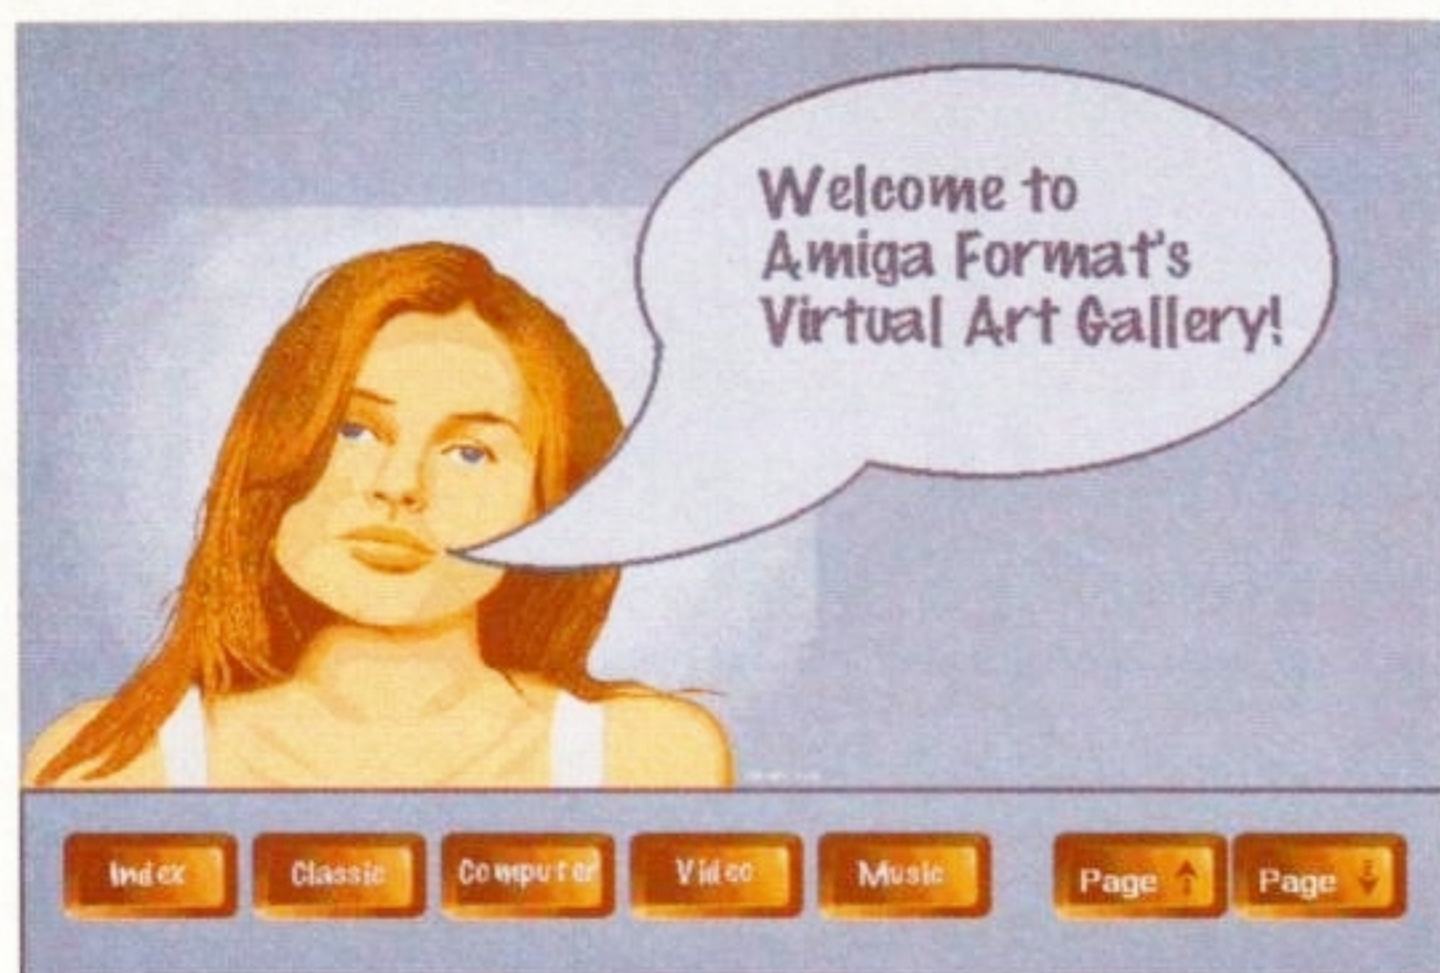 Welcome to
Amiga Format's
Virtual Art Gallery!
Index
Classic
Computer
Video
Music
Page
Page